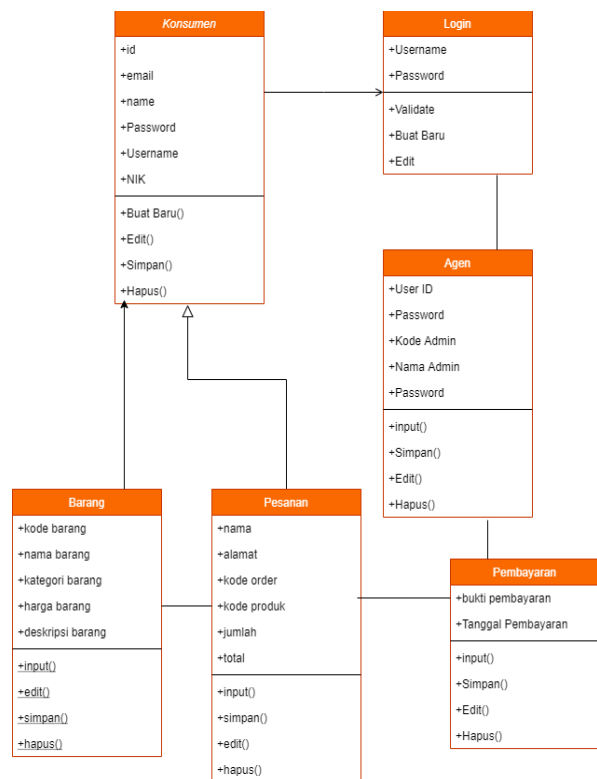 Konsumen
+id
+email
+name
+Password
+Username
+NIK
+Buat Baru()
+Edit()
+Simpan()
+Hapus()
Login
+Username
+Password
+Validate
+Buat Baru
+Edit
Agen
+User ID
+Password
+Kode Admin
+Nama Admin
+Password
+input()
+Simpan()
+Edit()
+Hapus()
Barang
+kode barang
+nama barang
+kategori barang
+harga barang
+deskripsi barang
+input()
+edit()
+simpan()
+hapus()
Pesanan
+nama
+alamat
+kode order
+kode produk
+jumlah
+total
+input()
+simpan()
+edit()
+hapus()
Pembayaran
+bukti pembayaran
+Tanggal Pembayaran
+input()
+Simpan()
+Edit()
+Hapus()